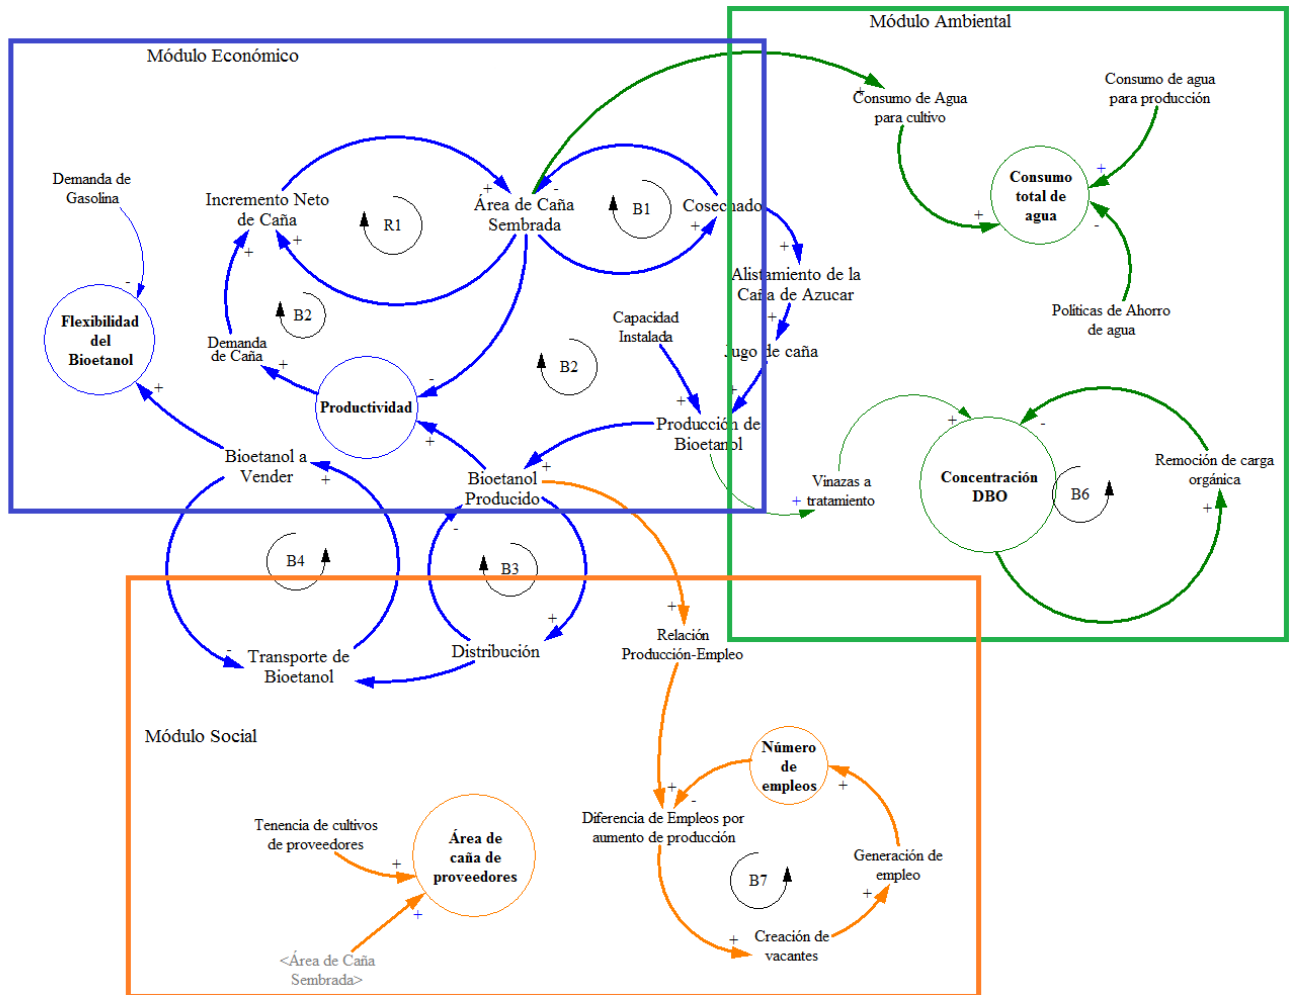 Módulo Ambiental
Módulo Económico
Consumo de agua
para producción
+
Consumo de Agua
para cultivo
+
Consumo
total de
agua
+
+
-
Políticas de Ahorro
de agua
Demanda de
Gasolina
Incremento Neto
de Caña
+
+
R1
+
Área de Caña
Sembrada
-
B1
Cosechado
+
+
Alistamiento de la
Caña de Azucar
+
Jugo de caña
+
-
Flexibilidad
del
Bioetanol
+
B2
Demanda
de Caña
+
Capacidad
Instalada
+
B2
Productividad
-
+
Producción de
Bioetanol
Bioetanol a
Vender
+
Bioetanol
Producido
+
-
Vinazas a
+ tratamiento
+
Concentración
DBO
-
B6
Remoción de carga
orgánica
+
B4
B3
-
Transporte de
Bioetanol
Distribución
+
+
Relación
Producción-Empleo
Módulo Social
Número
de
empleos
+
+
-
Diferencia de Empleos por
aumento de producción
B7
Generación de
empleo
+
Creación de
vacantes
+
Tenencia de cultivos
de proveedores
+
Área de
caña de
proveedores
+
<Área de Caña
Sembrada>